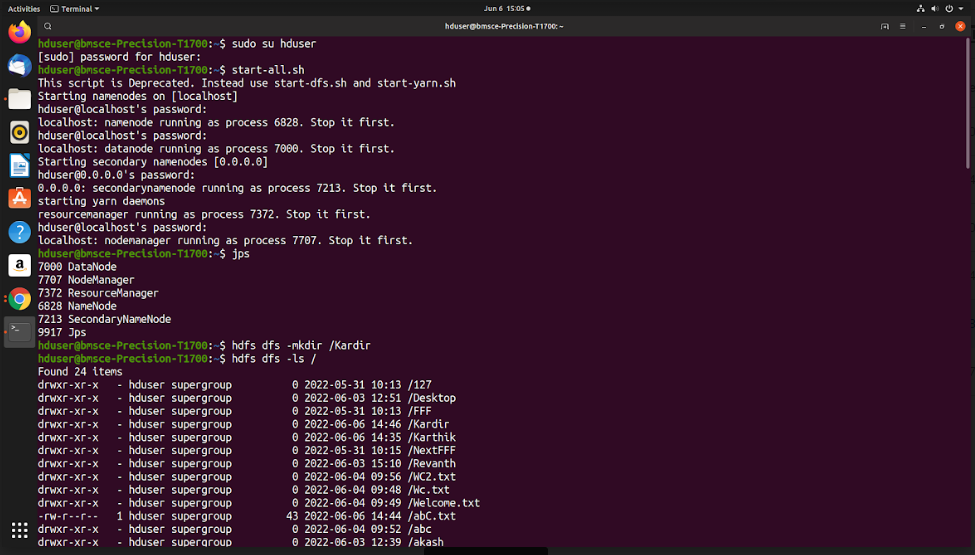 Activities Terminal Jun 6 15:05
hduser@bmsce-Precision-T1700: ~
hduser@bmsce-Precision-T1700:~$ sudo su hduser
[sudo] password for hduser:
hduser@bmsce-Precision-T1700:~$ start-all.sh
This script is Deprecated. Instead use start-dfs.sh and start-yarn.sh
Starting namenodes on [localhost]
hduser@localhost's password:
localhost: namenode running as process 6828. Stop it first.
hduser@localhost's password:
localhost: datanode running as process 7000. Stop it first.
Starting secondary namenodes [0.0.0.0]
hduser@0.0.0.0's password:
0.0.0.0: secondarynamenode running as process 7213. Stop it first.
starting yarn daemons
resourcemanager running as process 7372. Stop it first.
hduser@localhost's password:
localhost: nodemanager running as process 7707. Stop it first.
hduser@bmsce-Precision-T1700:~$ jps
7000 DataNode
7707 NodeManager
7372 ResourceManager
6828 NameNode
7213 SecondaryNameNode
9917 Jps
hduser@bmsce-Precision-T1700:~$ hdfs dfs -mkdir /Kardir
hduser@bmsce-Precision-T1700:~$ hdfs dfs -ls /
Found 24 items
drwxr-xr-x - hduser supergroup 0 2022-05-31 10:13 /127
drwxr-xr-x - hduser supergroup 0 2022-06-03 12:51 /Desktop
drwxr-xr-x - hduser supergroup 0 2022-05-31 10:13 /FFF
drwxr-xr-x - hduser supergroup 0 2022-06-06 14:46 /Kardir
drwxr-xr-x - hduser supergroup 0 2022-06-06 14:35 /Karthik
drwxr-xr-x - hduser supergroup 0 2022-05-31 10:15 /NextFFF
drwxr-xr-x - hduser supergroup 0 2022-06-03 15:10 /Revanth
drwxr-xr-x - hduser supergroup 0 2022-06-04 09:56 /WC2.txt
drwxr-xr-x - hduser supergroup 0 2022-06-04 09:48 /Wc.txt
drwxr-xr-x - hduser supergroup 0 2022-06-04 09:49 /Welcome.txt
-rw-r--r-- 1 hduser supergroup 43 2022-06-06 14:44 /abC.txt
drwxr-xr-x - hduser supergroup 0 2022-06-04 09:52 /abc
drwxr-xr-x - hduser supergroup 0 2022-06-03 12:39 /akash